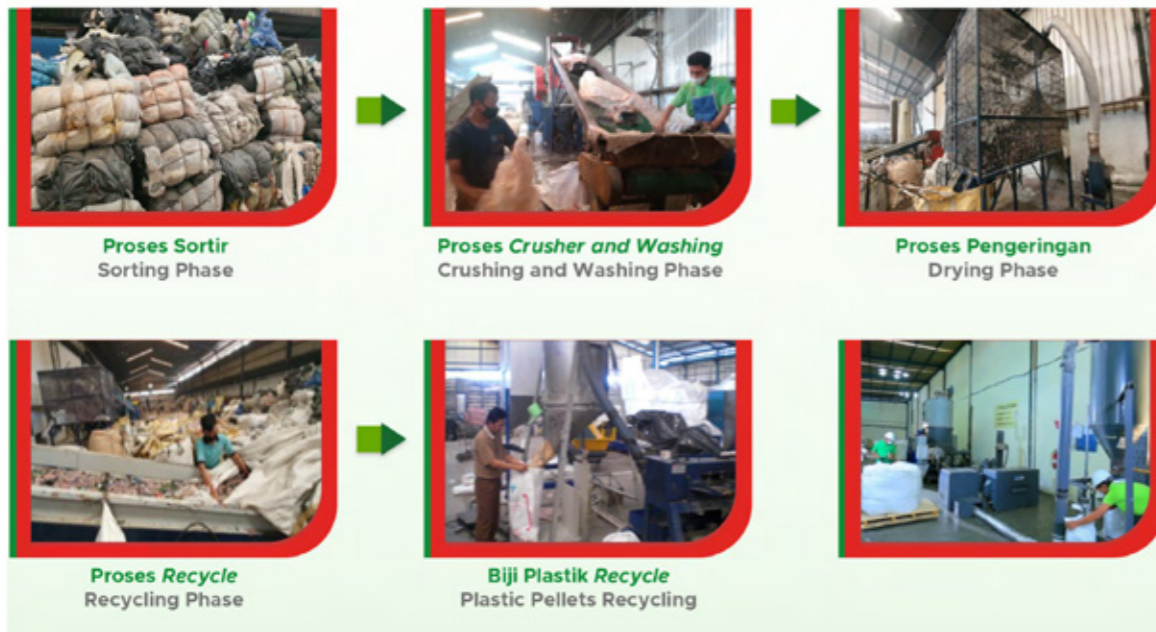 Proses Sortir
Sorting Phase
Proses Crusher and Washing
Crushing and Washing Phase
Proses Pengeringan
Drying Phase
Proses Recycle
Recycling Phase
Biji Plastik Recycle
Plastic Pellets Recycling